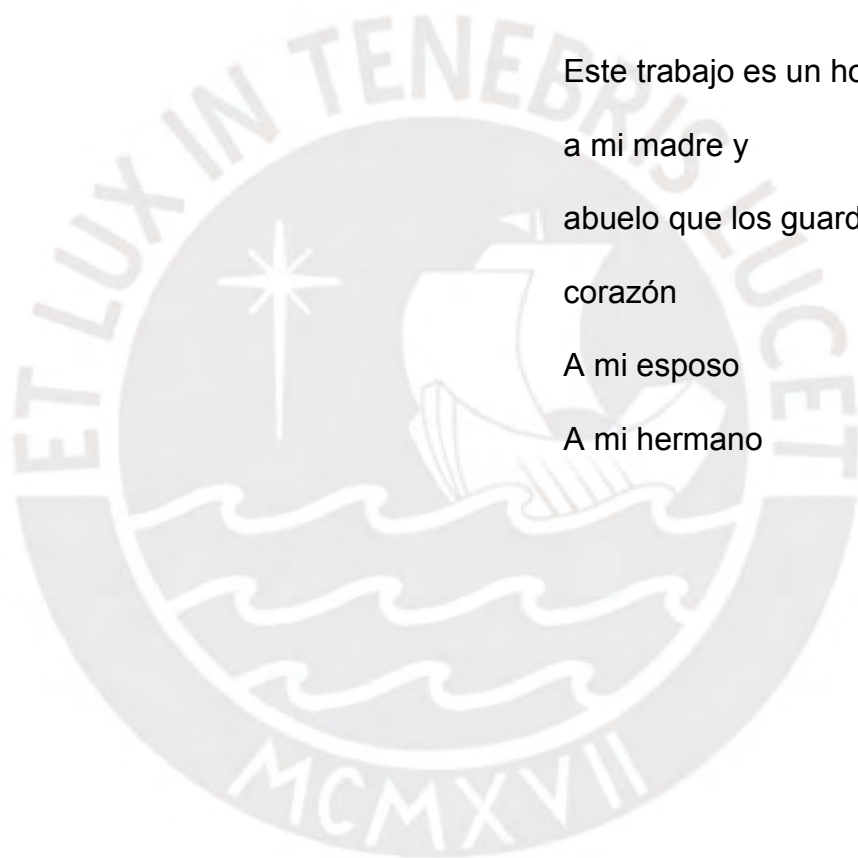 Este trabajo es un
a mi madre y
abuelo que los
corazón
A mi esposo
A mi hermano
ET LUX IN TENEBRIS LUCET
MCMXVII